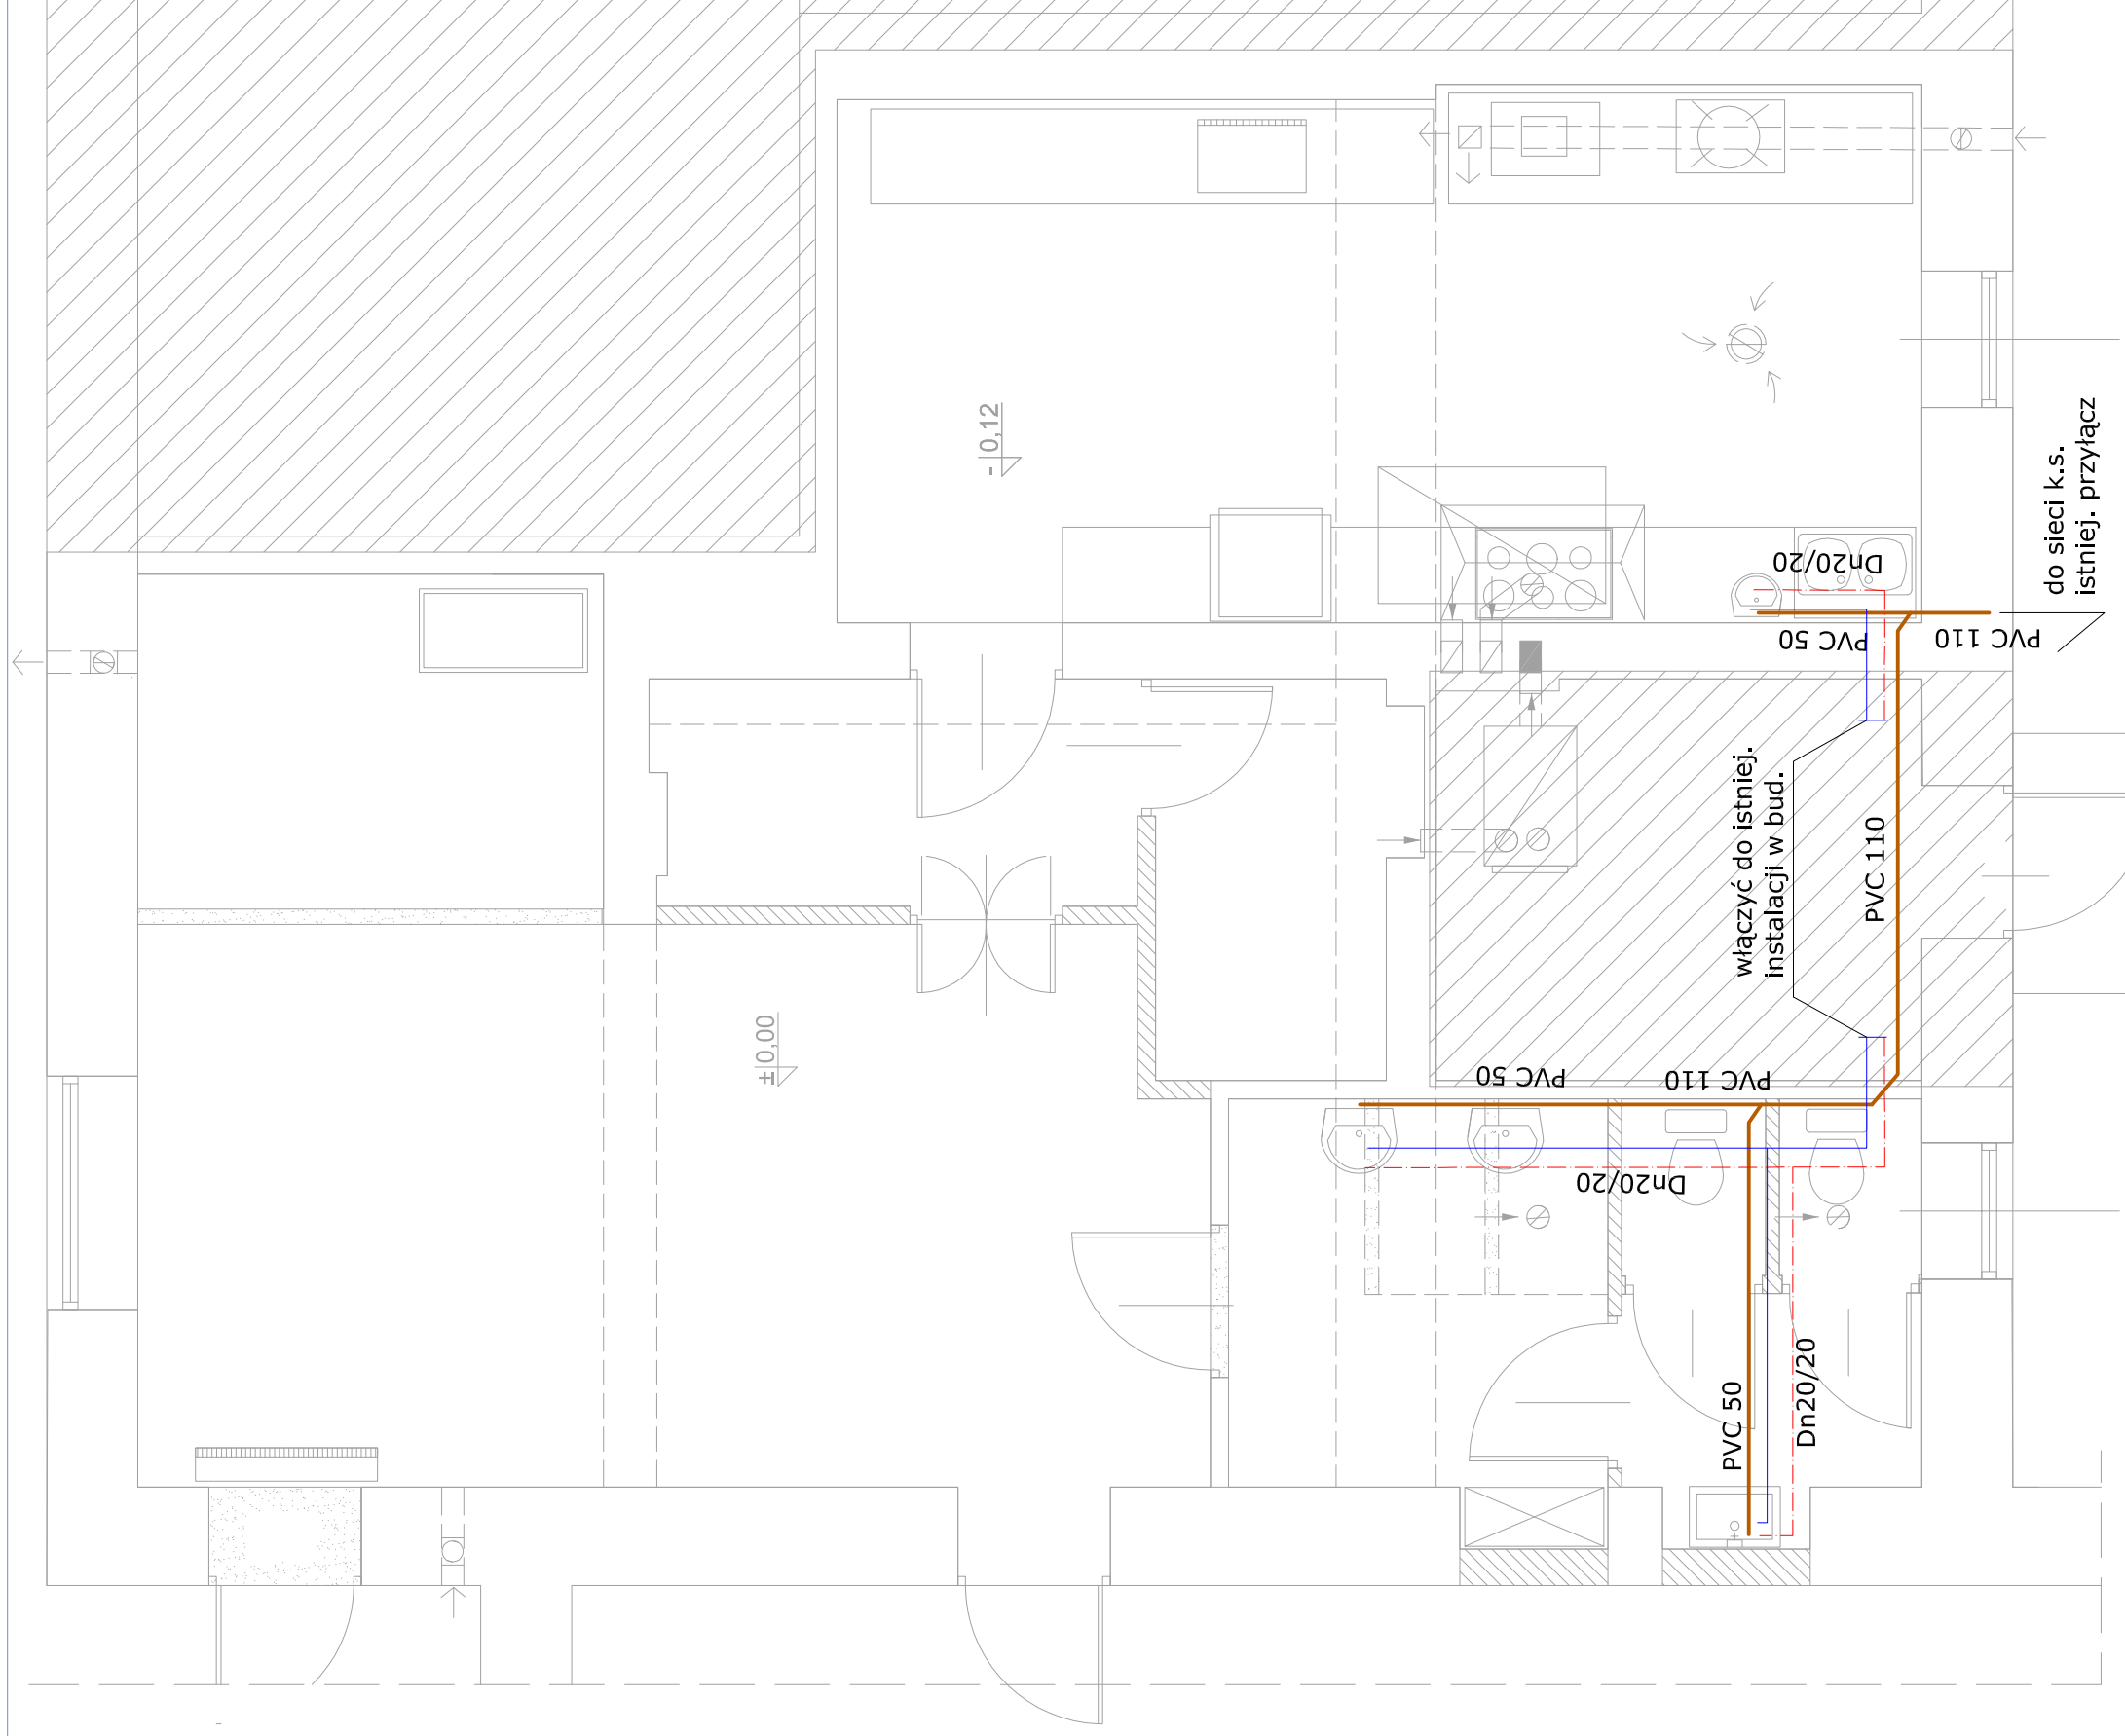 - 0,12
± 0,00
do sieci k.s.
istniej. przyłącz
Dn20/20
PVC 50
PVC 110
włączyć do istniej.
instalacji w bud.
PVC 110
PVC 50
PVC 110
Dn20/20
PVC 50
Dn20/20